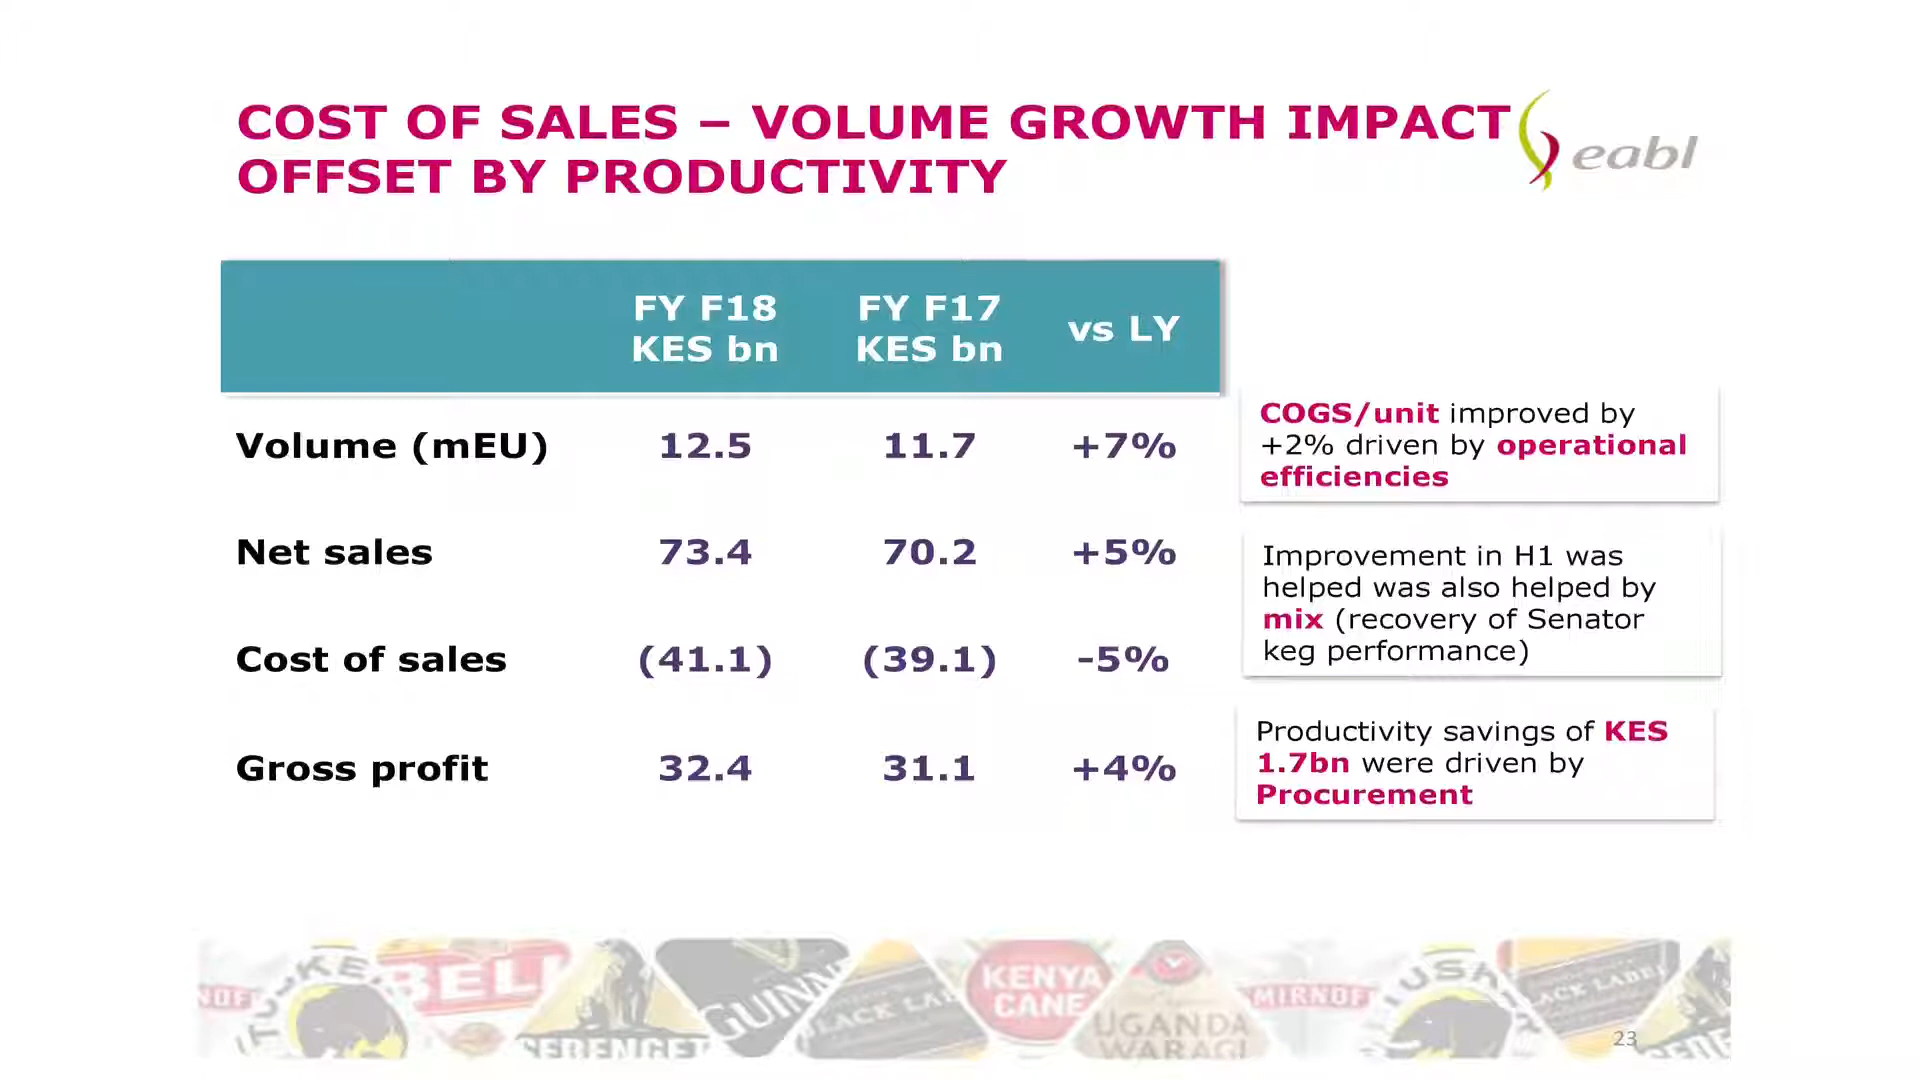 COST OF SALES – VOLUME GROWTH IMPACT
OFFSET BY PRODUCTIVITY
eabl
FY F18 KES bn FY F17 KES bn vs LY
Volume (mEU) 12.5 11.7 +7%
Net sales 73.4 70.2 +5%
Cost of sales (41.1) (39.1) -5%
Gross profit 32.4 31.1 +4%
COGS/unit improved by
+2% driven by operational
efficiencies
Improvement in H1 was
helped was also helped by
mix (recovery of Senator
keg performance)
Productivity savings of KES
1.7bn were driven by
Procurement
BELL
KENYA
CANE
UGANDA
WARAGI
MIRNOF
LACK LABEL
23